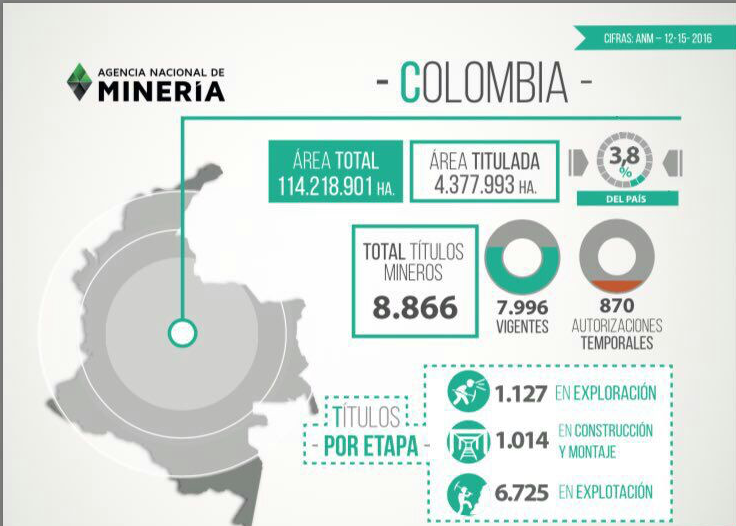 CIFRAS: ANM – 12-15- 2016
AGENCIA NACIONAL DE
MINERÍA
- COLOMBIA -
ÁREA TOTAL
114.218.901 HA.
ÁREA TITULADA
4.377.993 HA.
3,8
%
DEL PAÍS
TOTAL TÍTULOS
MINEROS
8.866
7.996
VIGENTES
870
AUTORIZACIONES
TEMPORALES
TÍTULOS
- POR ETAPA -
1.127 EN EXPLORACIÓN
1.014 EN CONSTRUCCIÓN
Y MONTAJE
6.725 EN EXPLOTACIÓN